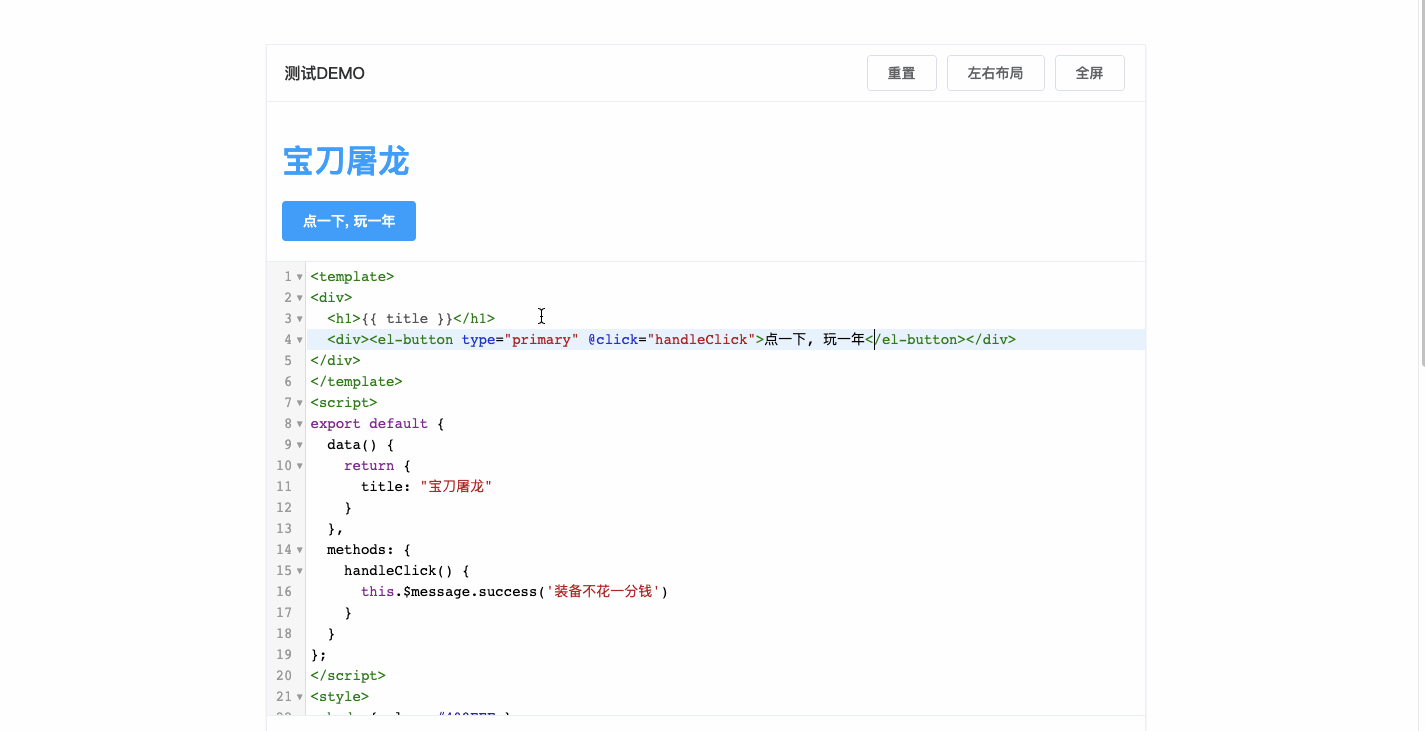 测试DEMO 重置 左右布局 全屏
宝刀屠龙
点一下, 玩一年
1 <template>
2 <div>
3 <h1>{{ title }}</h1>
4 <div><el-button type="primary" @click="handleClick">点一下, 玩一年</el-button></div>
5 </div>
6 </template>
7 <script>
8 export default {
9 data() {
10 return {
11 title: "宝刀屠龙"
12 }
13 },
14 methods: {
15 handleClick() {
16 this.$message.success('装备不花一分钱')
17 }
18 }
19 };
20 </script>
21 <style>